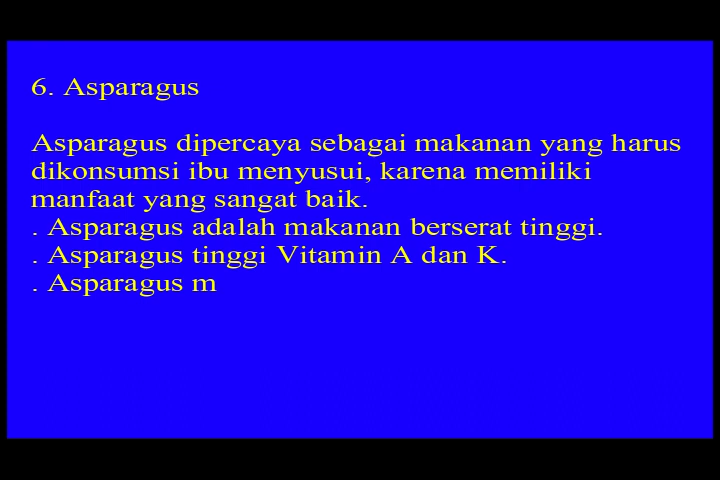 6. Asparagus
Asparagus dipercaya sebagai makanan yang harus
dikonsumsi ibu menyusui, karena memiliki
manfaat yang sangat baik.
. Asparagus adalah makanan berserat tinggi.
. Asparagus tinggi Vitamin A dan K.
. Asparagus m